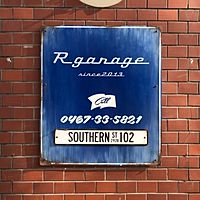 R garage
since 2013
Call
0467-33-5821
SOUTHERN ST 102